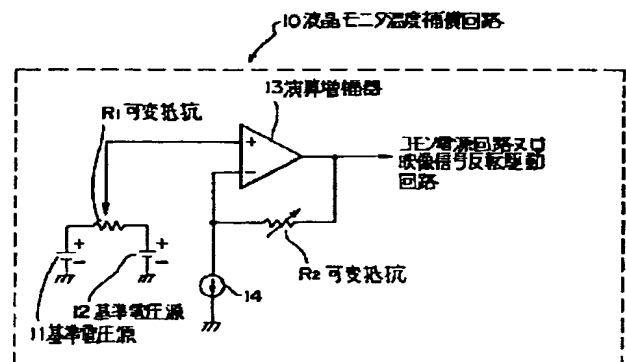 10液晶モニタ温度補償回路
13演算増幅器
R1可変抵抗
+
コモン電源回路又は
映像信号反転駆動
回路
−
+
−
+
−
R2可変抵抗
14
12基準電圧源
11基準電圧源